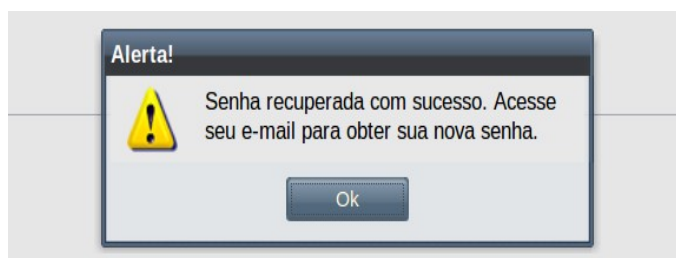 Alerta!
Senha recuperada com sucesso. Acesse
seu e-mail para obter sua nova senha.
Ok